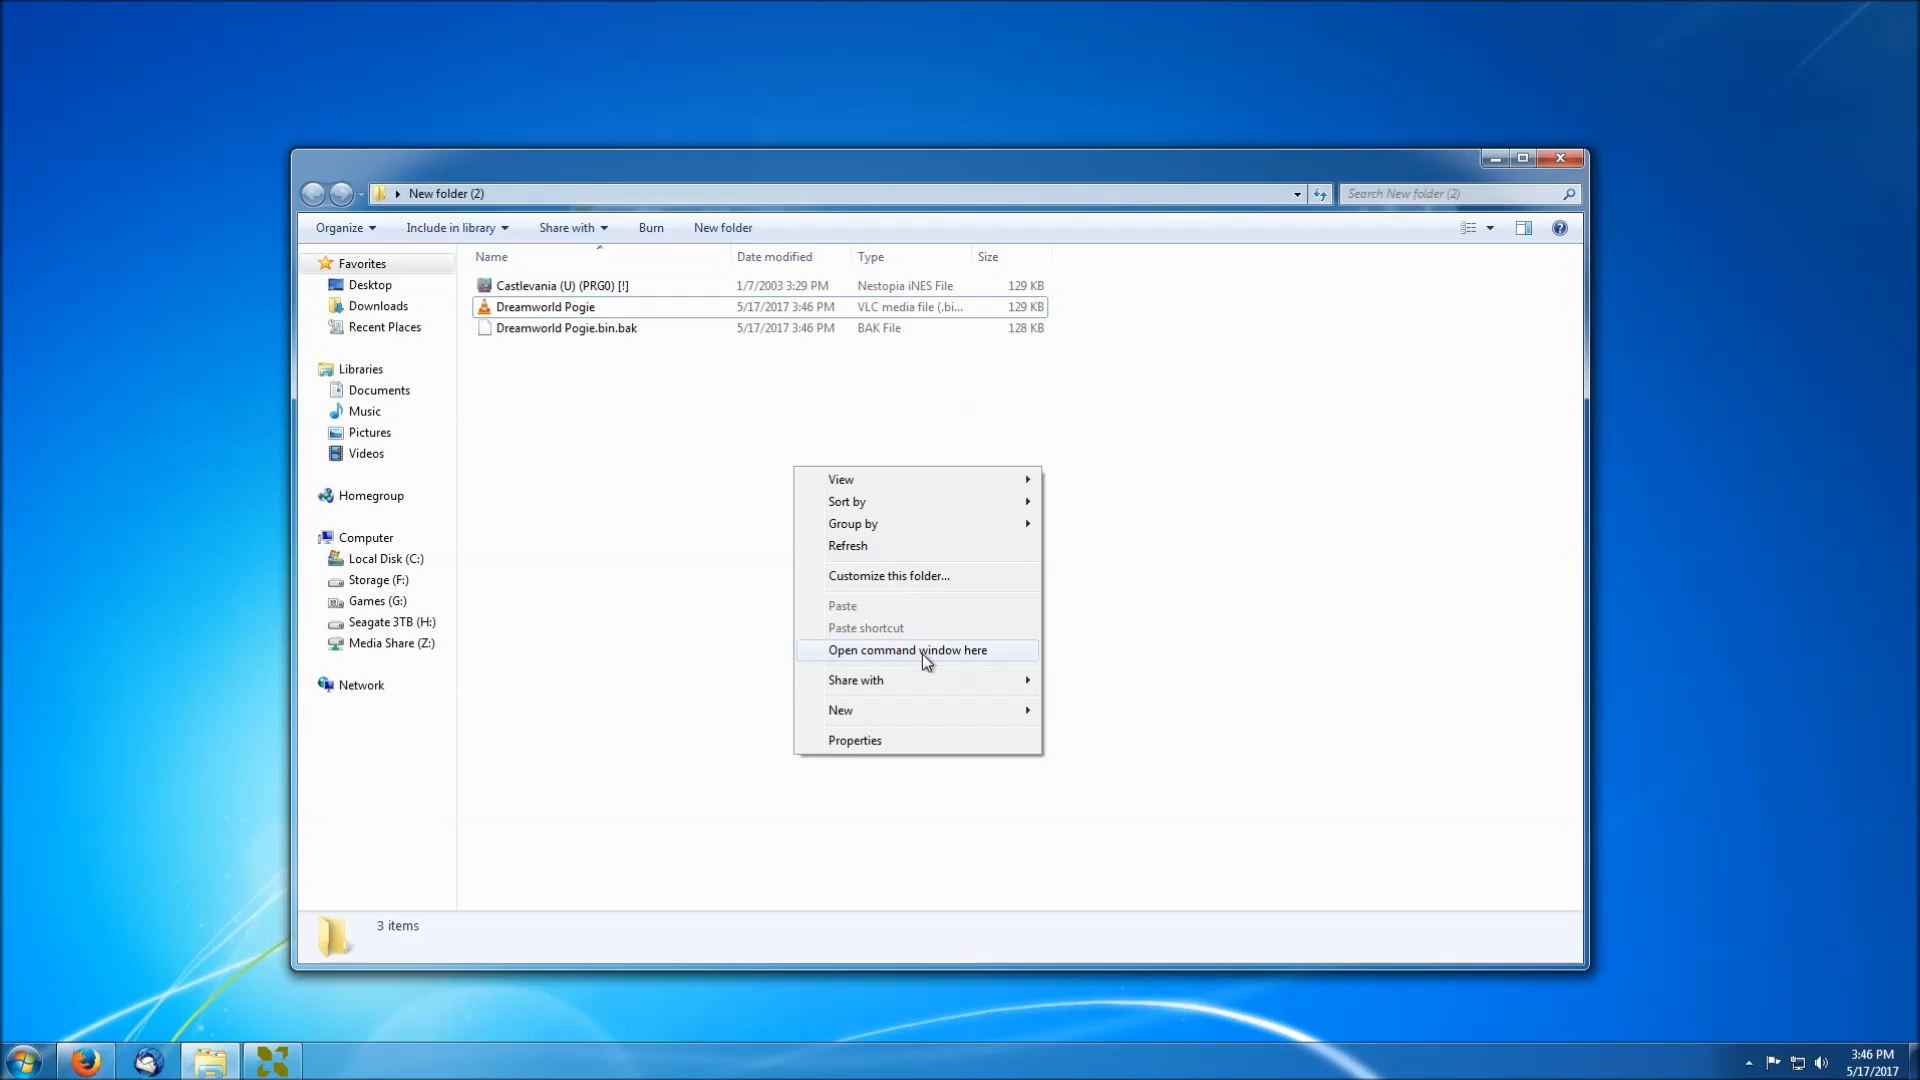 New folder (2)
Search New folder (2)
Organize
Include in library
Share with
Burn
New folder
Name
Date modified
Type
Size
Favorites
Desktop
Downloads
Recent Places
Libraries
Documents
Music
Pictures
Videos
Homegroup
Computer
Local Disk (C:)
Storage (F:)
Games (G:)
Seagate 3TB (H:)
Media Share (Z:)
Network
Castlevania (U) (PRG0) [!] 1/7/2003 3:29 PM Nestopia iNES File 129 KB
Dreamworld Pogie 5/17/2017 3:46 PM VLC media file (.bi... 129 KB
Dreamworld Pogie.bin.bak 5/17/2017 3:46 PM BAK File 128 KB
View
Sort by
Group by
Refresh
Customize this folder...
Paste
Paste shortcut
Open command window here
Share with
New
Properties
3 items
3:46 PM
5/17/2017